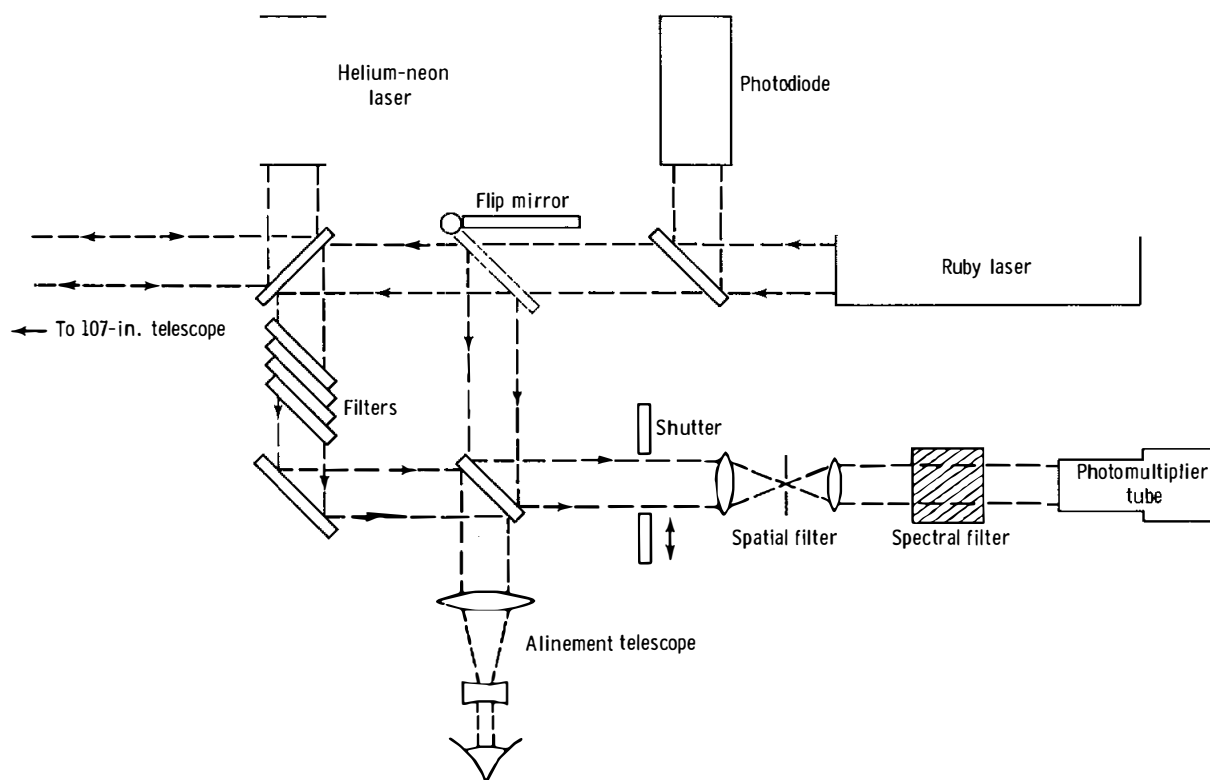 Helium-neon
laser
Photodiode
Flip mirror
Ruby laser
To 107-in. telescope
Filters
Shutter
Photomultiplier
tube
Spatial filter
Spectral filter
Alinement telescope